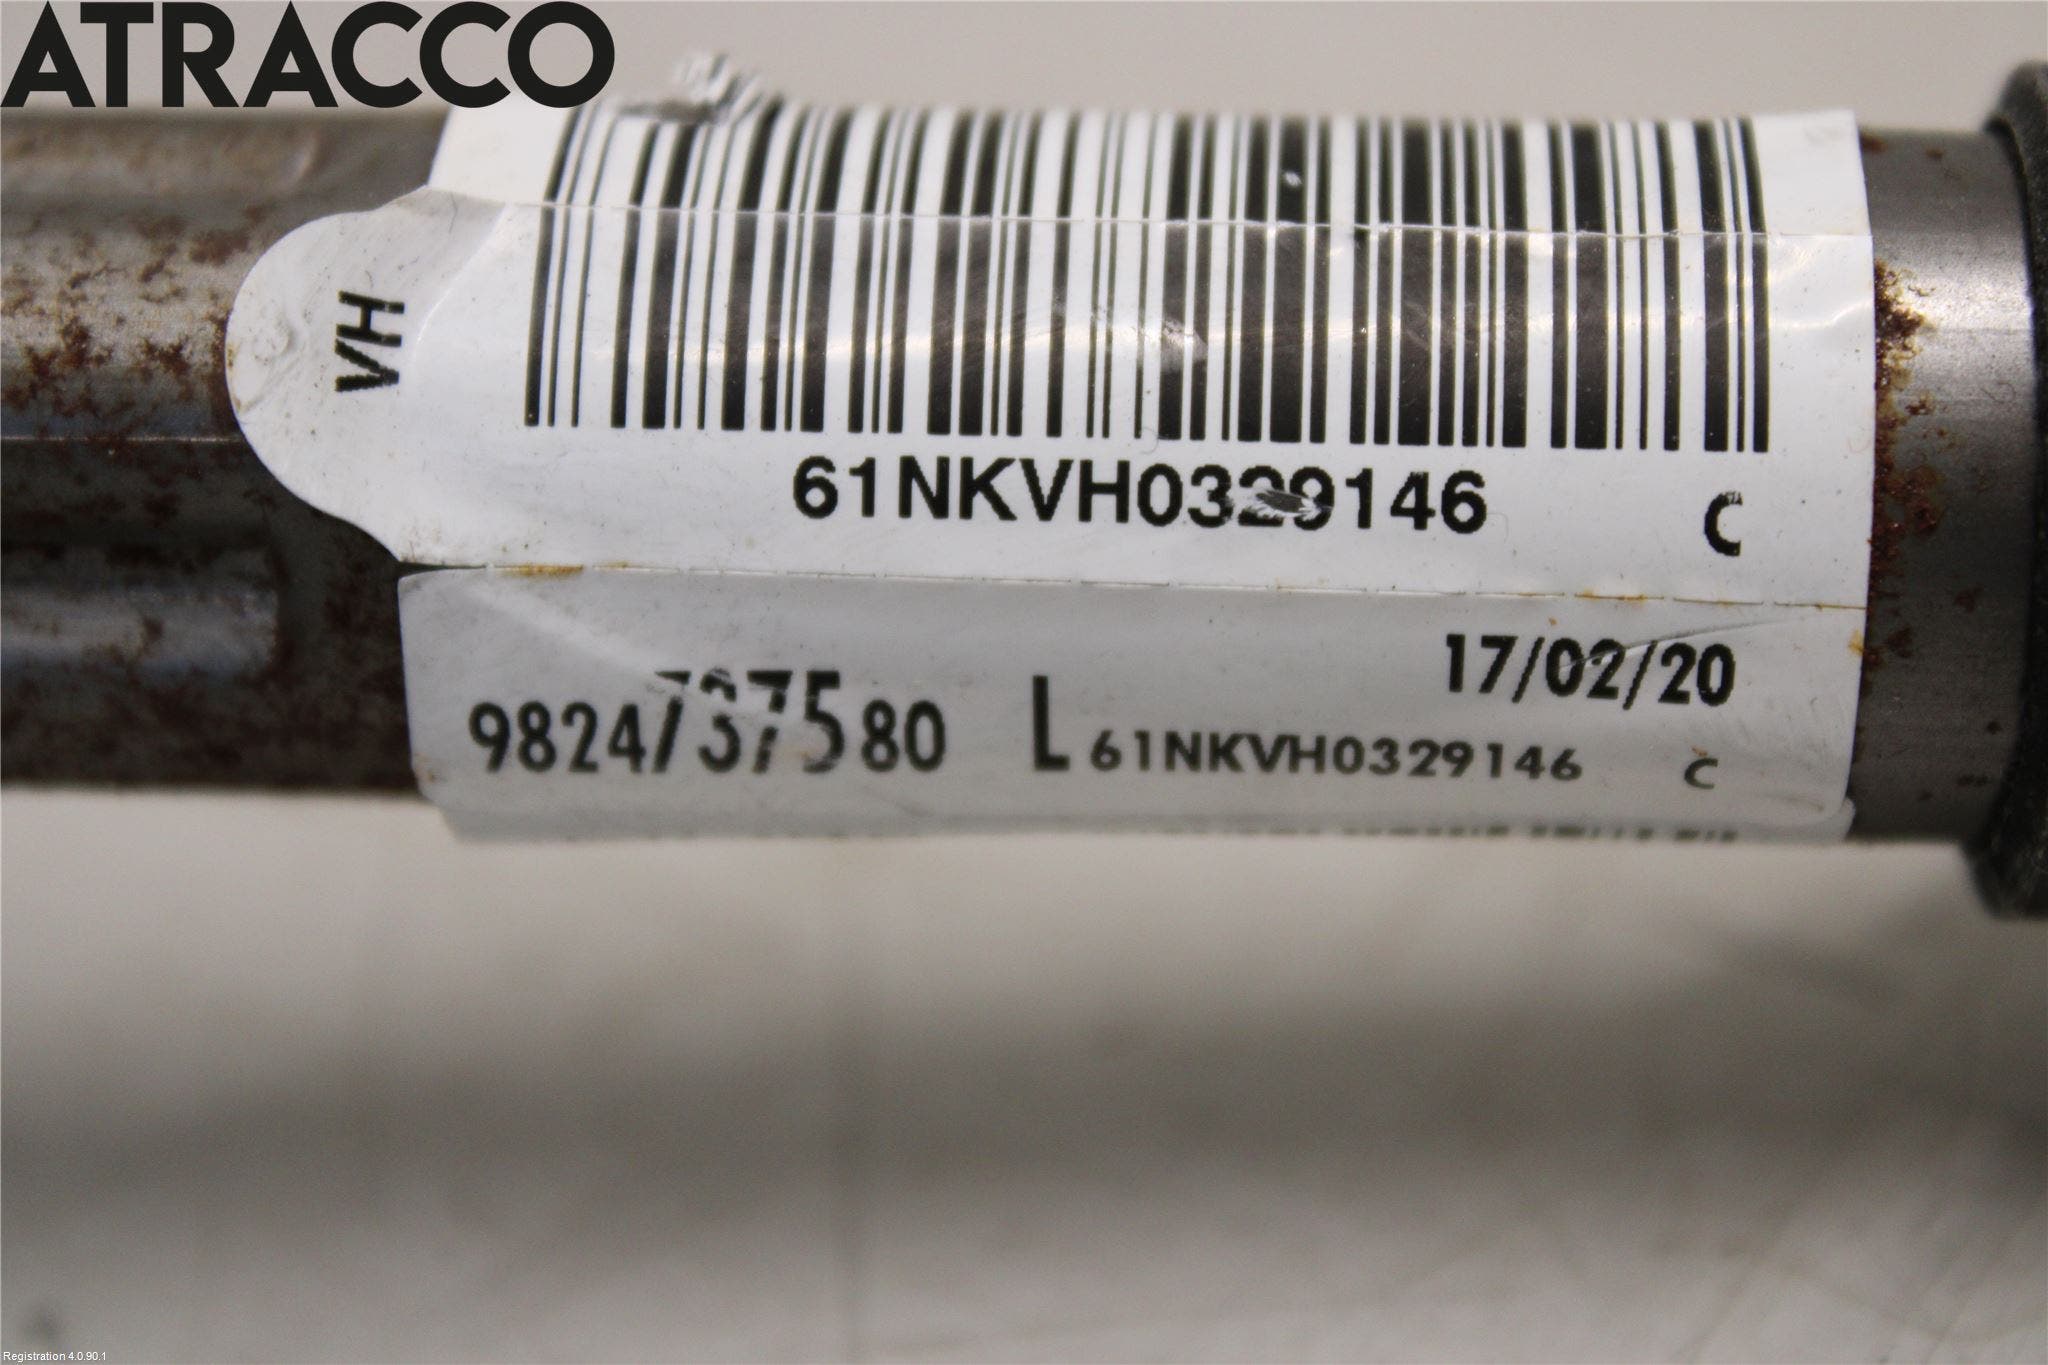 ATRACCO
VH
61NKVH0329146 C
17/02/20
9824737580 L 61NKVH0329146 C
Registration 4.0.90.1